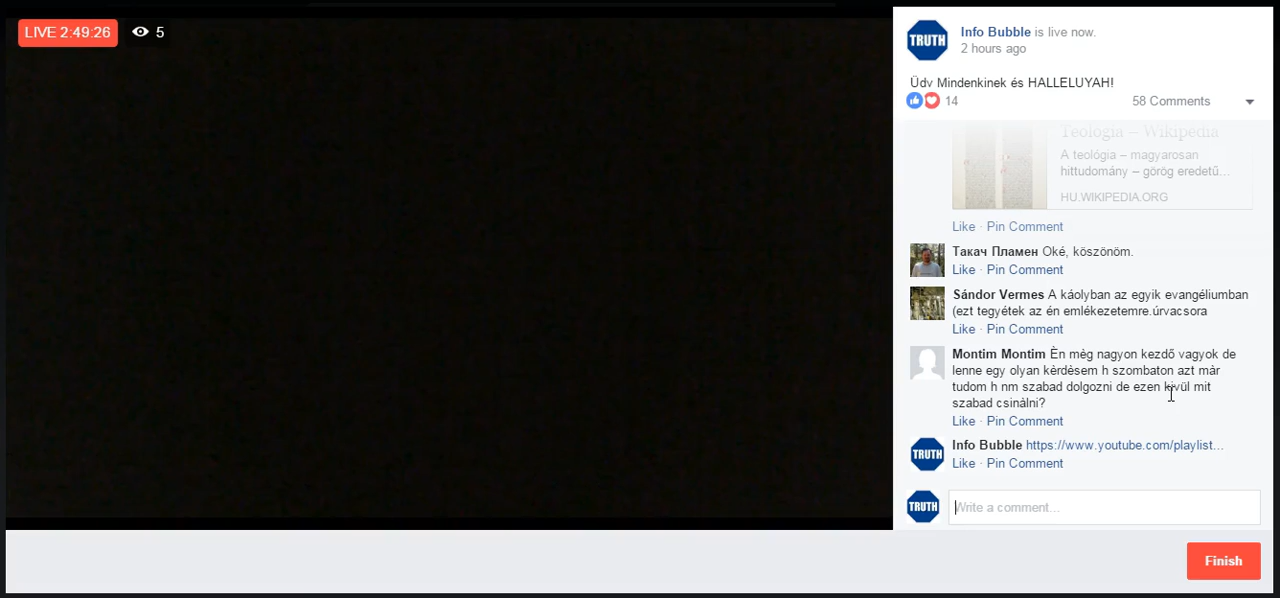 LIVE 2:49:26
5
TRUTH
Info Bubble is live now.
2 hours ago
Üdv Mindenkinek és HALLELUYAH!
14
58 Comments
Teológia – Wikipédia
A teológia – magyarosan
hittudomány – görög eredetű...
HU.WIKIPEDIA.ORG
Like · Pin Comment
Такач Пламен Oké, köszönöm.
Like · Pin Comment
Sándor Vermes A káolyban az egyik evangéliumban
(ezt tegyétek az én emlékezetemre.úrvacsora
Like · Pin Comment
Montim Montim Èn mèg nagyon kezdő vagyok de
lenne egy olyan kèrdèsem h szombaton azt már
tudom h nm szabad dolgozni de ezen kivül mit
szabad csinálni?
Like · Pin Comment
TRUTH
Info Bubble https://www.youtube.com/playlist...
Like · Pin Comment
TRUTH
Write a comment...
Finish